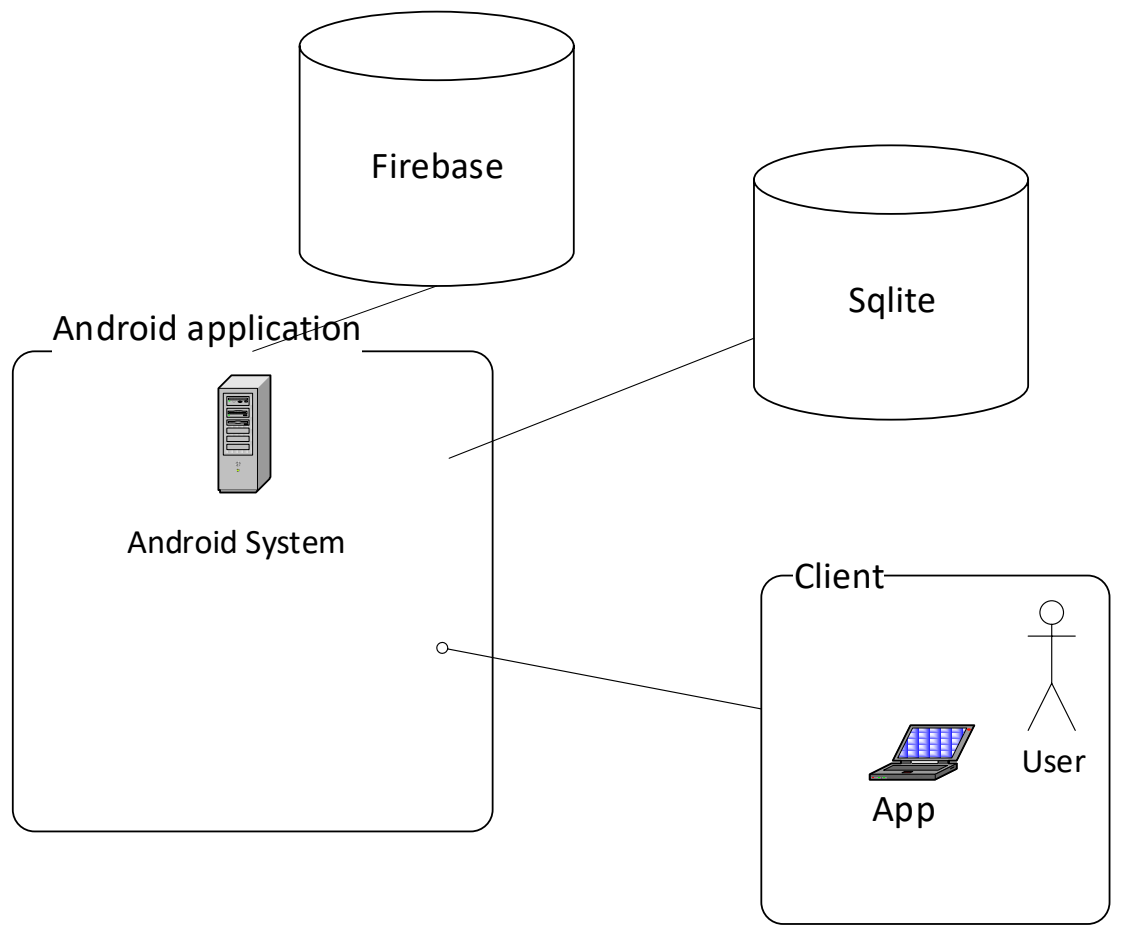 Firebase
Sqlite
Android application
Android System
Client
User
App